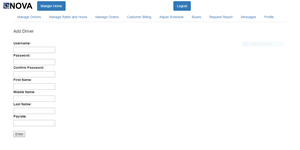 NOVA
Manger Home
Logout
Manage Drivers
Manage Rates and Hours
Manage Orders
Customer Billing
Adjust Schedule
Buses
Request Report
Messages
Profile
Add Driver
Username:
Password:
Confirm Password:
First Name:
Middle Name
Last Name:
Payrate:
Enter